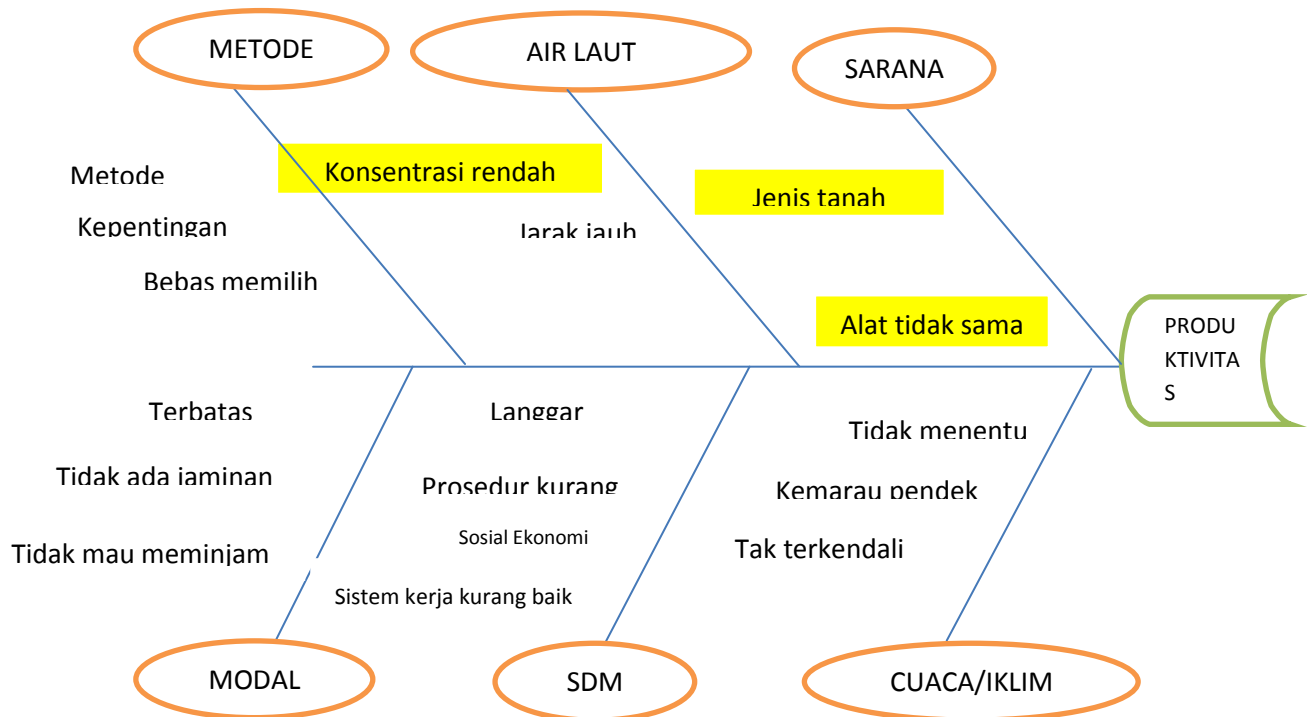 METODE
AIR LAUT
SARANA
Konsentrasi rendah
Metode
Jenis tanah
Kepentingan
Jarak jauh
Bebas memilih
Alat tidak sama
PRODU
KTIVITA
S
Terbatas
Langgar
Tidak menentu
Tidak ada jaminan
Prosedur kurang
Kemarau pendek
Sosial Ekonomi
Tidak mau meminjam
Tak terkendali
Sistem kerja kurang baik
MODAL
SDM
CUACA/IKLIM